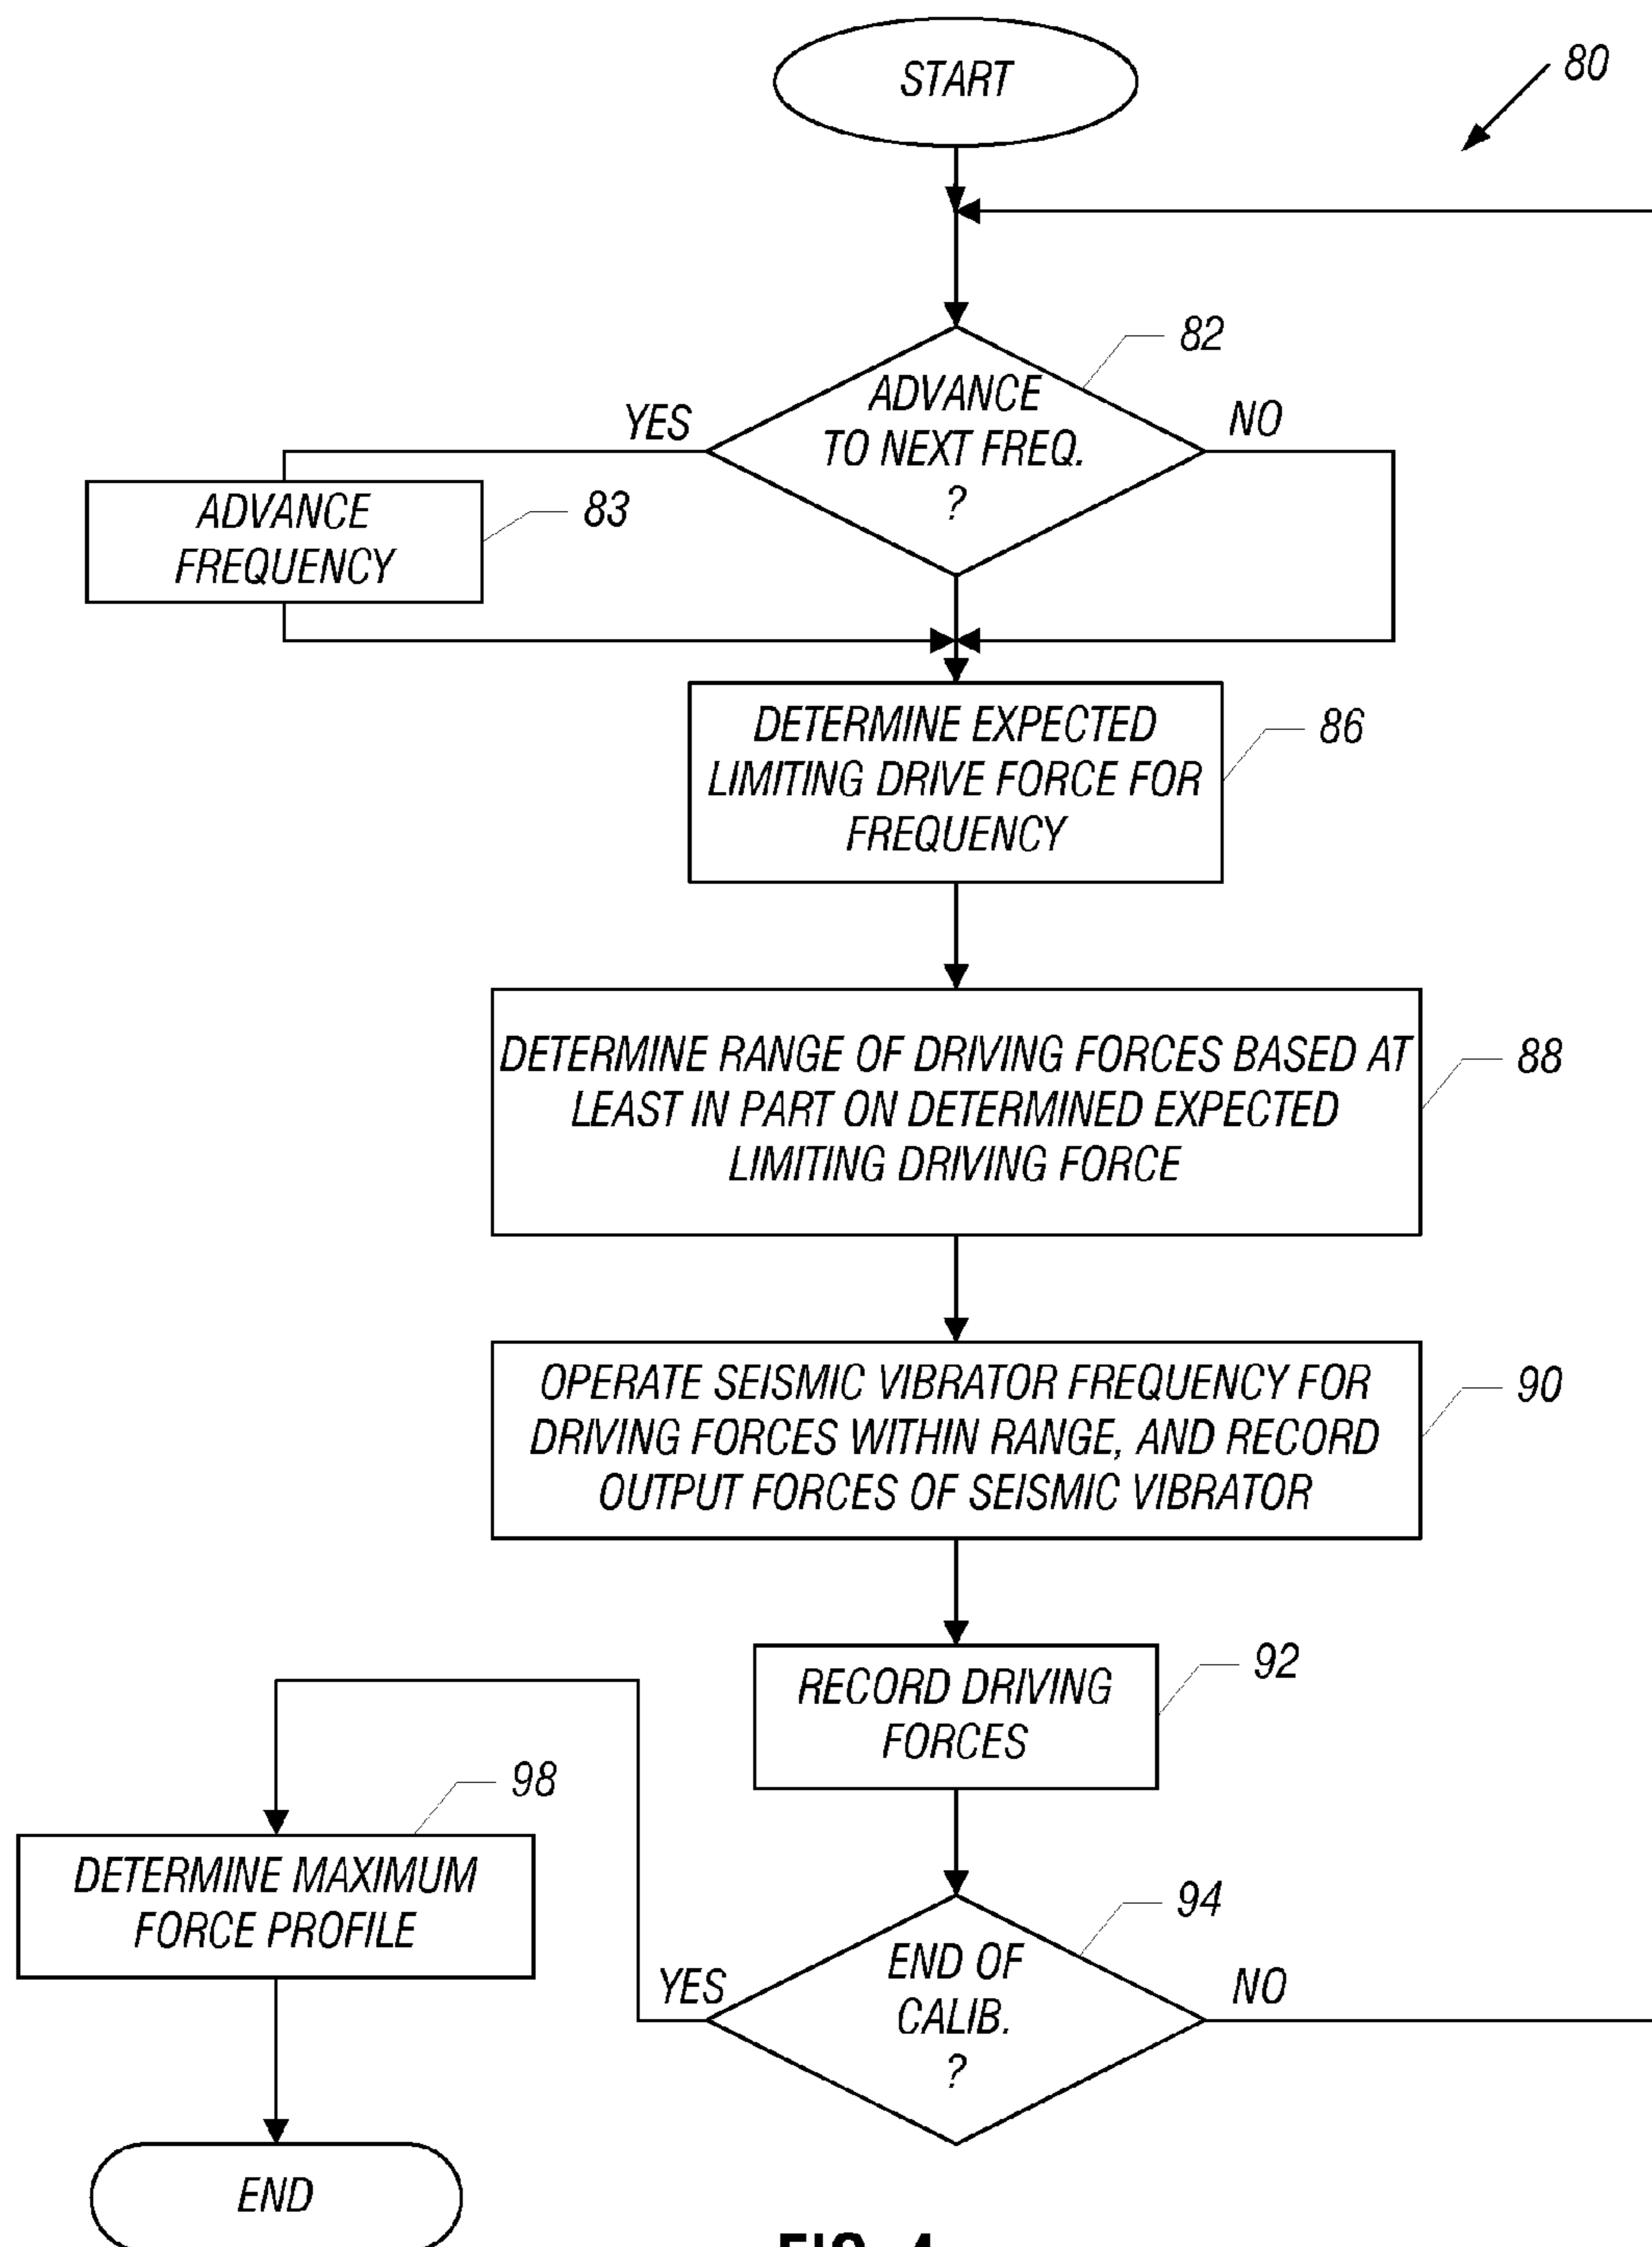 START
80
82
ADVANCE
TO NEXT FREQ.
?
YES
NO
ADVANCE
FREQUENCY
83
DETERMINE EXPECTED
LIMITING DRIVE FORCE FOR
FREQUENCY
86
DETERMINE RANGE OF DRIVING FORCES BASED AT
LEAST IN PART ON DETERMINED EXPECTED
LIMITING DRIVING FORCE
88
OPERATE SEISMIC VIBRATOR FREQUENCY FOR
DRIVING FORCES WITHIN RANGE, AND RECORD
OUTPUT FORCES OF SEISMIC VIBRATOR
90
RECORD DRIVING
FORCES
92
98
DETERMINE MAXIMUM
FORCE PROFILE
94
END OF
CALIB.
?
YES
NO
END
FIG. 4